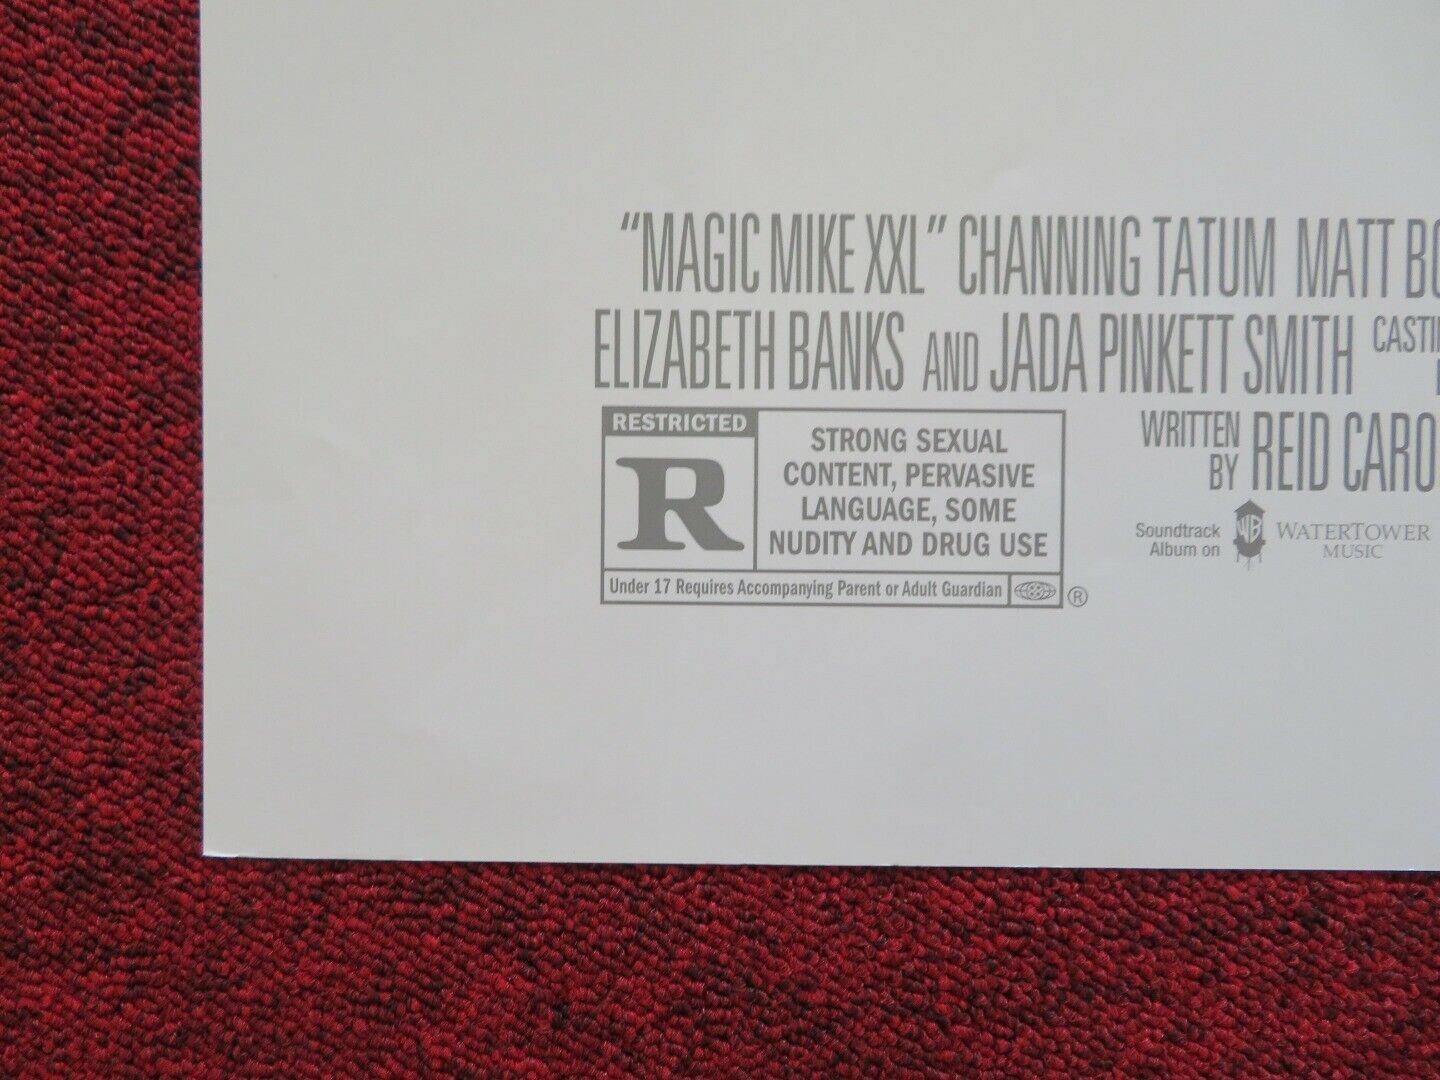 “MAGIC MIKE XXL” CHANNING TATUM MATT
ELIZABETH BANKS AND JADA PINKETT SMITH
RESTRICTED
R
STRONG SEXUAL
CONTENT, PERVASIVE
LANGUAGE, SOME
NUDITY AND DRUG USE
Under 17 Requires Accompanying Parent or Adult Guardian
®
WRITTEN
BY REID
Soundtrack
Album on
WB
WATERTOWER
MUSIC